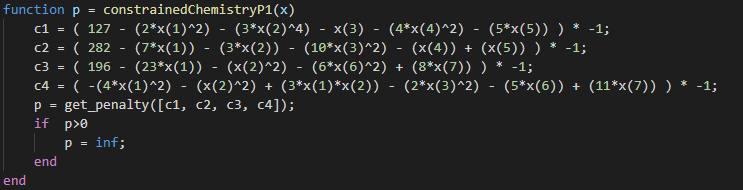 function p = constrainedChemistryP1(x)
c1 = ( 127 - (2*x(1)^2) - (3*x(2)^4) - x(3) - (4*x(4)^2) - (5*x(5)) ) * -1;
c2 = ( 282 - (7*x(1)) - (3*x(2)) - (10*x(3)^2) - (x(4)) + (x(5)) ) * -1;
c3 = ( 196 - (23*x(1)) - (x(2)^2) - (6*x(6)^2) + (8*x(7)) ) * -1;
c4 = ( -(4*x(1)^2) - (x(2)^2) + (3*x(1)*x(2)) - (2*x(3)^2) - (5*x(6)) + (11*x(7)) ) * -1;
p = get_penalty([c1, c2, c3, c4]);
if  p>0
p = inf;
end
end